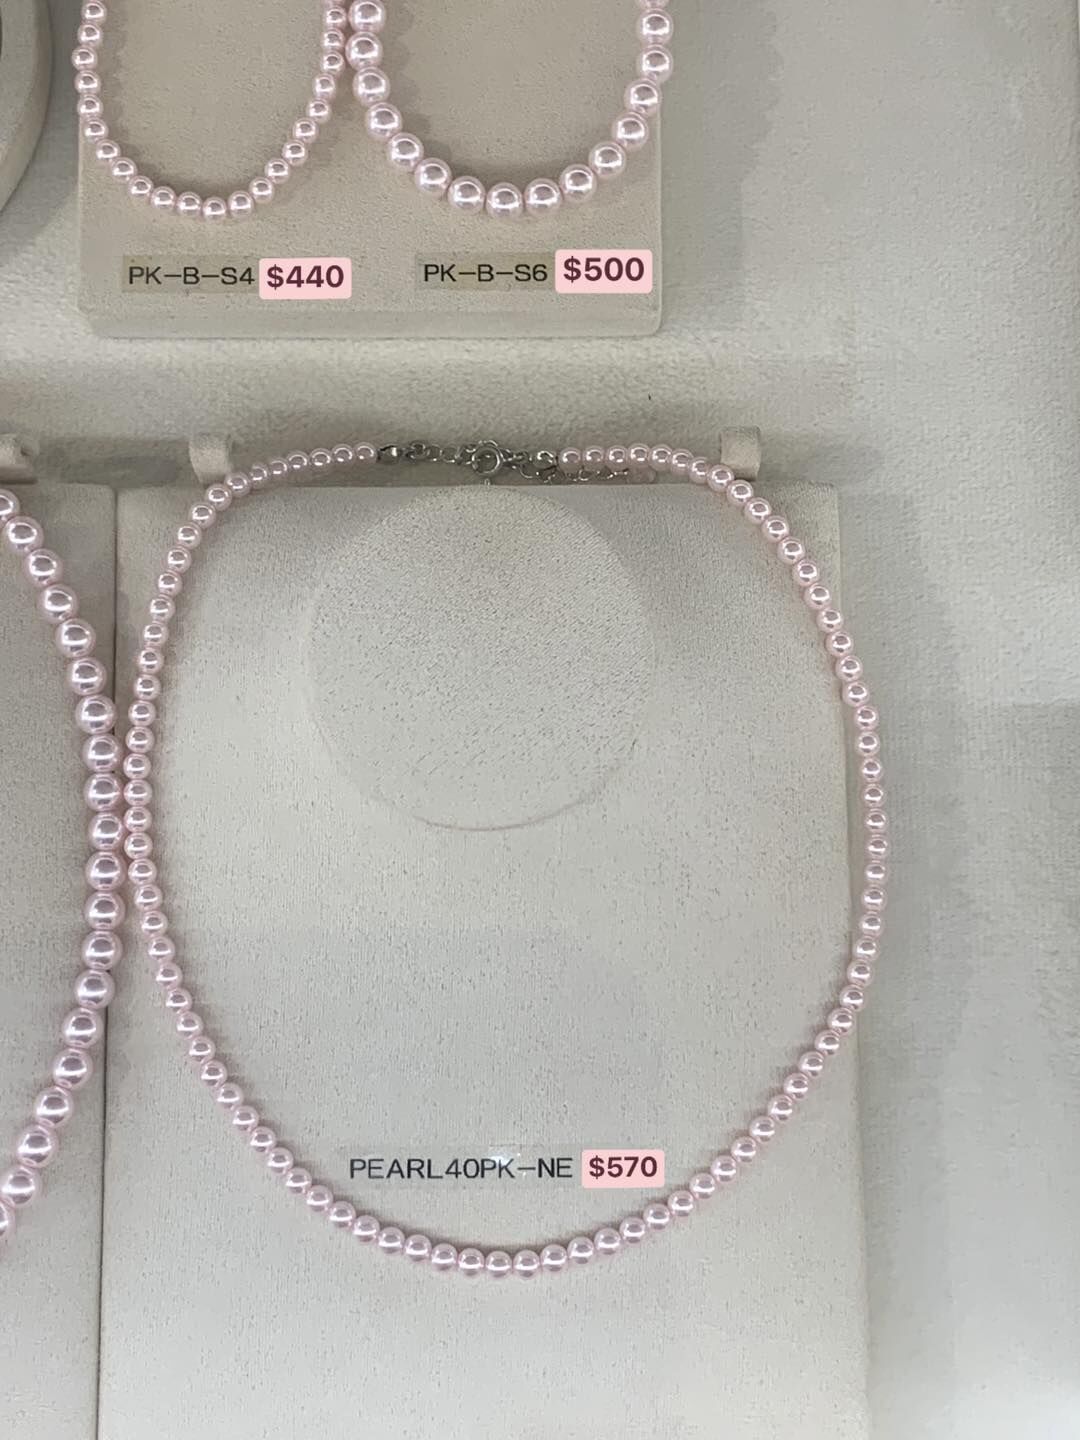 PK-B-S4 $440
PK-B-S6 $500
PEARL40PK-NE $570